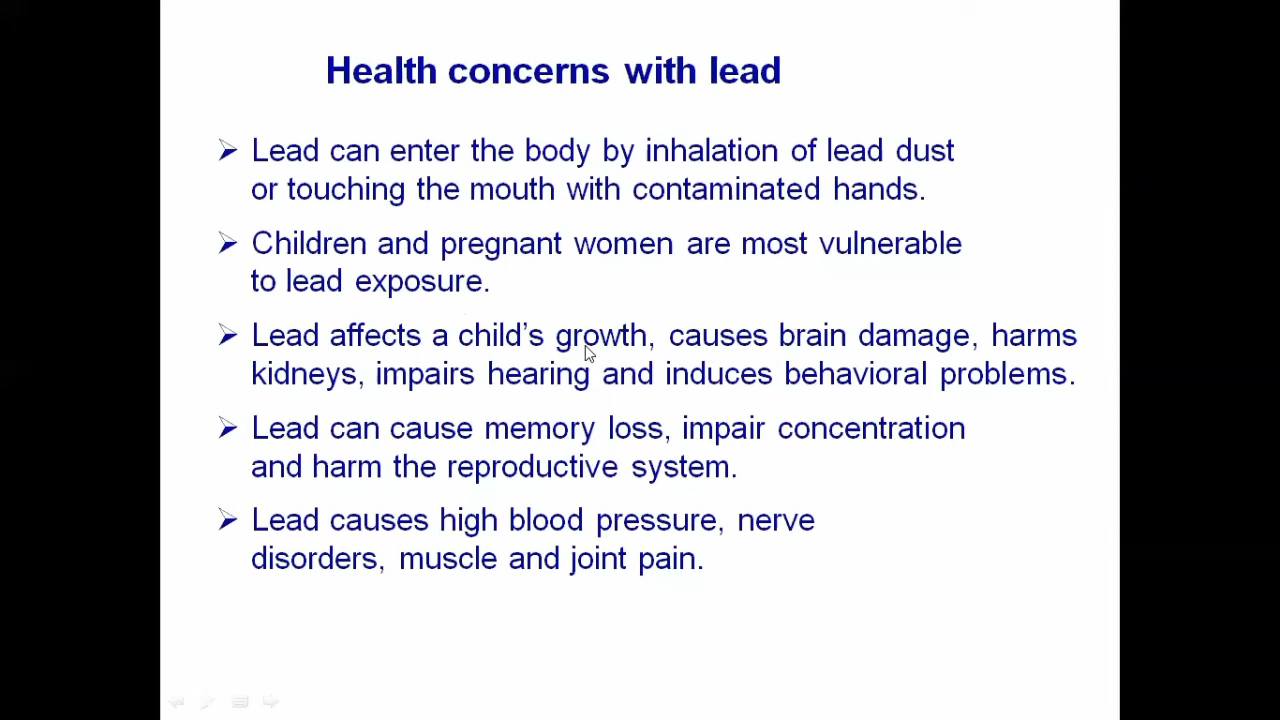 Health concerns with lead
Lead can enter the body by inhalation of lead dust
or touching the mouth with contaminated hands.
Children and pregnant women are most vulnerable
to lead exposure.
Lead affects a child’s growth, causes brain damage, harms
kidneys, impairs hearing and induces behavioral problems.
Lead can cause memory loss, impair concentration
and harm the reproductive system.
Lead causes high blood pressure, nerve
disorders, muscle and joint pain.